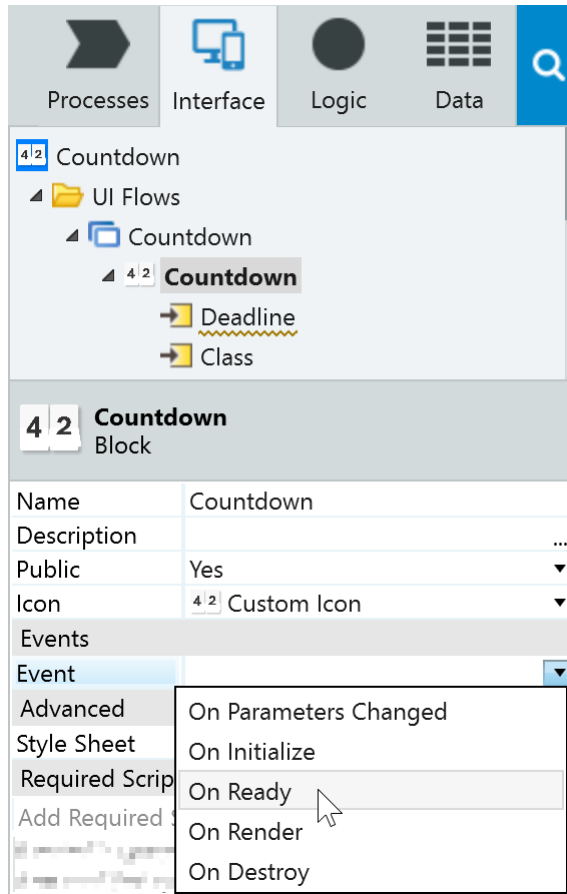 Processes Interface Logic Data
42 Countdown
UI Flows
Countdown
42 Countdown
Deadline
Class
42 Countdown
Block
Name Countdown
Description ...
Public Yes
Icon 42 Custom Icon
Events
Event
Advanced On Parameters Changed
Style Sheet On Initialize
Required Scrip On Ready
Add Required On Render
On Destroy